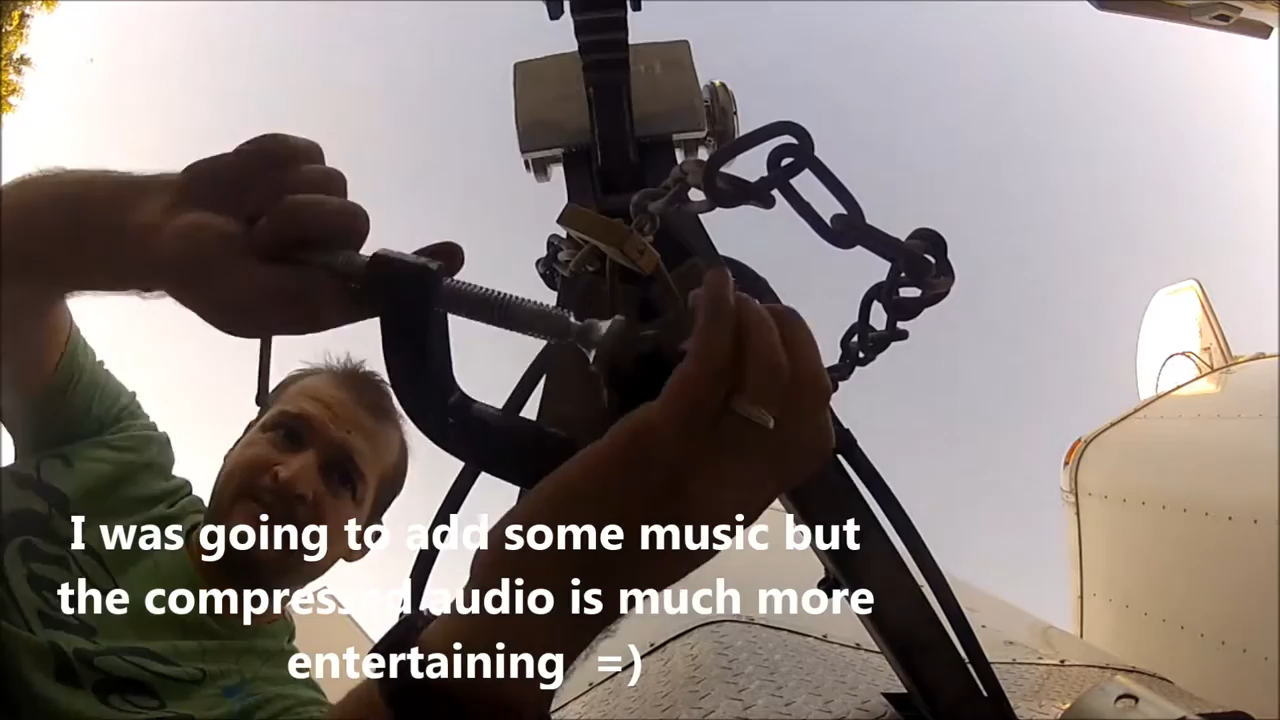 I was going to add some music but
the compressed audio is much more
entertaining =)